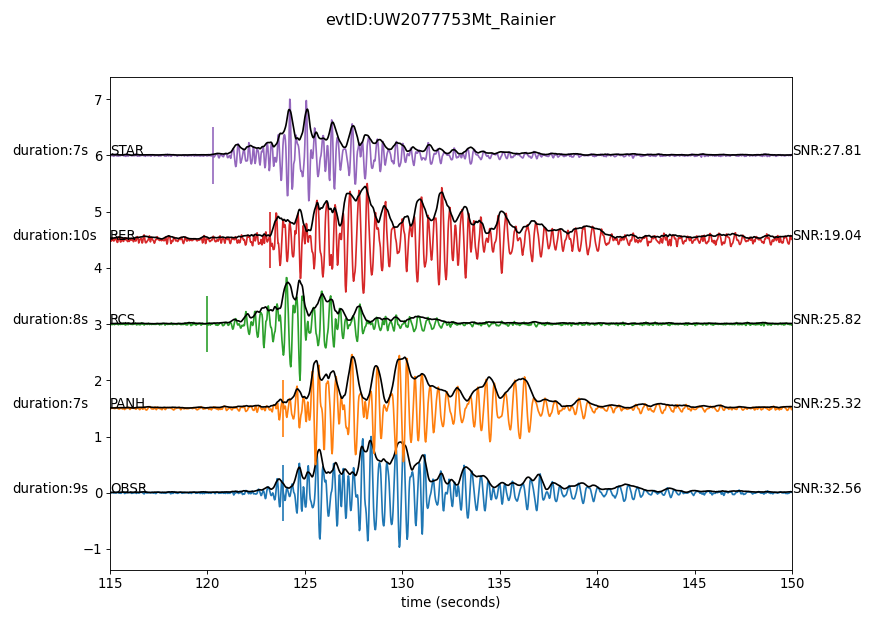 evtID:UW2077753Mt_Rainier
7
duration:7s STAR 6 SNR:27.81
5
duration:10s RER SNR:19.04
4
duration:8s RCS 3 SNR:25.82
2
duration:7s PANH SNR:25.32
1
duration:9s OBSR 0 SNR:32.56
−1
115 120 125 130 135 140 145 150
time (seconds)